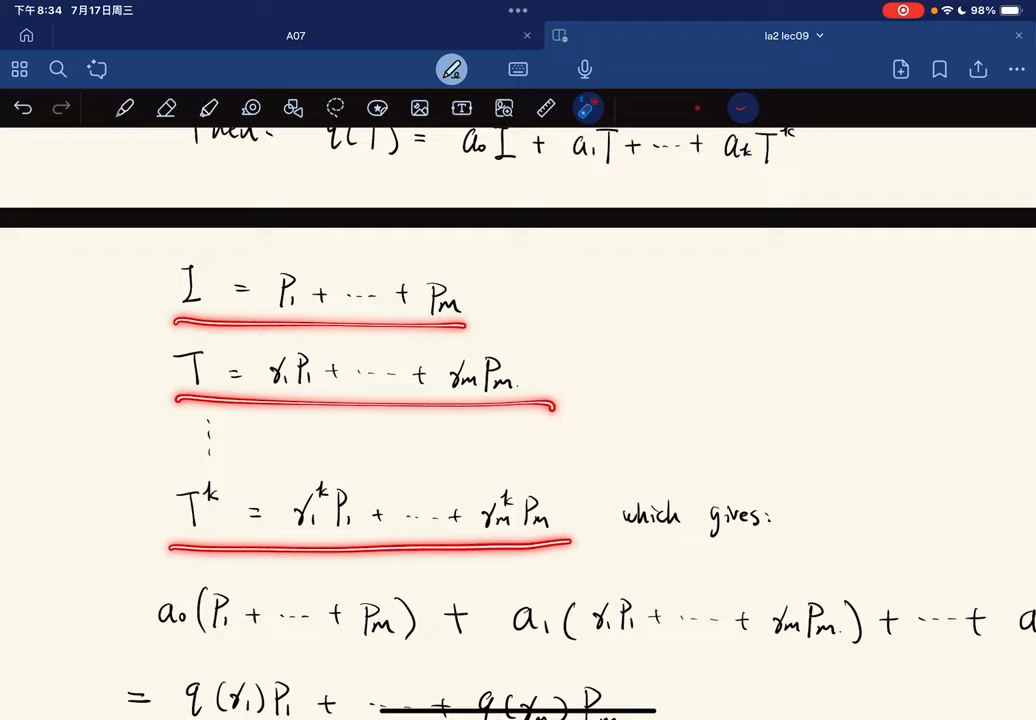 下午8:34 7月17日周三
98%
A07
la2 lec09
Then: q(T) = a₀I + a₁T + ··· + aₖTᵏ
I = P₁ + ··· + Pₘ
T = γ₁P₁ + ··· + γₘPₘ.
⋮
Tᵏ = γ₁ᵏP₁ + ··· + γₘᵏPₘ which gives:
a₀(P₁ + ··· + Pₘ) + a₁(γ₁P₁ + ··· + γₘPₘ.) + ··· + a
= q(γ₁)P₁ + ··· + q(γₘ)Pₘ